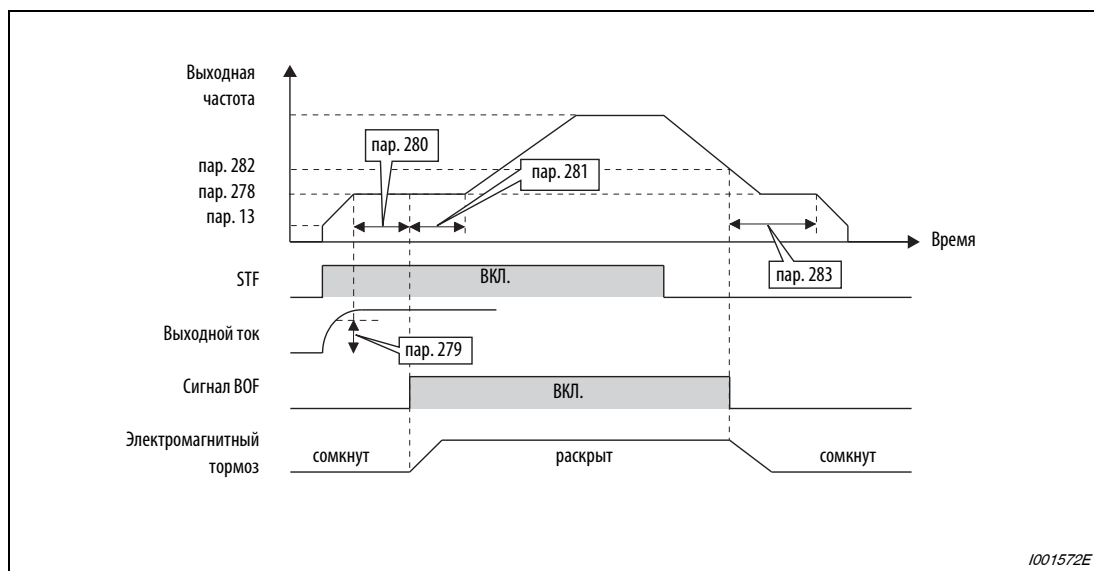 Выходная
частота
пар. 280
пар. 282
пар. 281
пар. 278
пар. 13
Время
пар. 283
STF
ВКЛ.
Выходной ток
пар. 279
Сигнал BOF
ВКЛ.
Электромагнитный
тормоз
сомкнут
раскрыт
сомкнут
I001572E